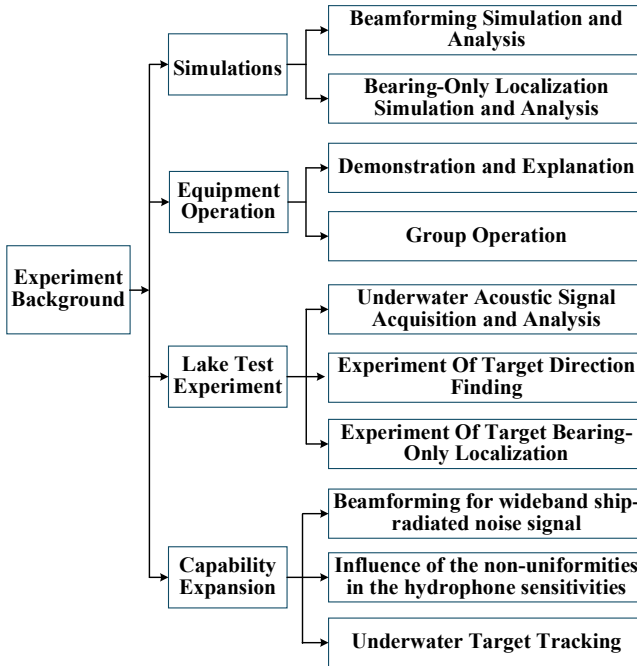 Experiment
Background
Simulations
Beamforming Simulation and
Analysis
Bearing-Only Localization
Simulation and Analysis
Equipment
Operation
Demonstration and Explanation
Group Operation
Lake Test
Experiment
Underwater Acoustic Signal
Acquisition and Analysis
Experiment Of Target Direction
Finding
Experiment Of Target Bearing-
Only Localization
Capability
Expansion
Beamforming for wideband ship-
radiated noise signal
Influence of the non-uniformities
in the hydrophone sensitivities
Underwater Target Tracking